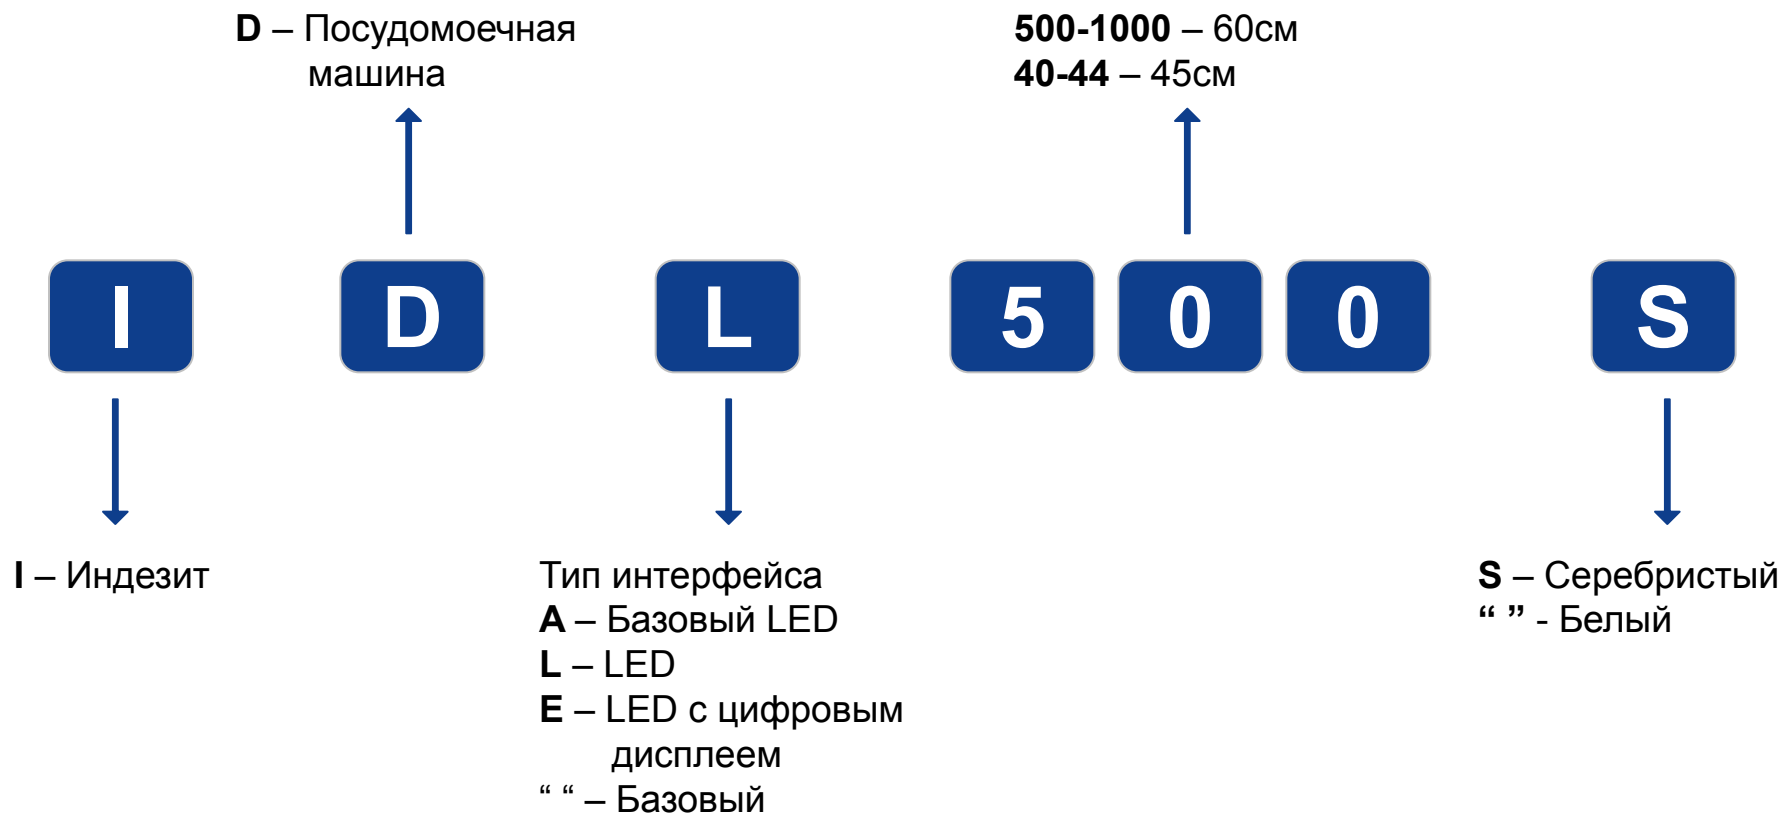 D – Посудомоечная
машина
500-1000 – 60см
40-44 – 45см
I D L 5 0 0 S
I – Индезит
Тип интерфейса
A – Базовый LED
L – LED
E – LED с цифровым
дисплеем
“ “ – Базовый
S – Серебристый
“ ” - Белый